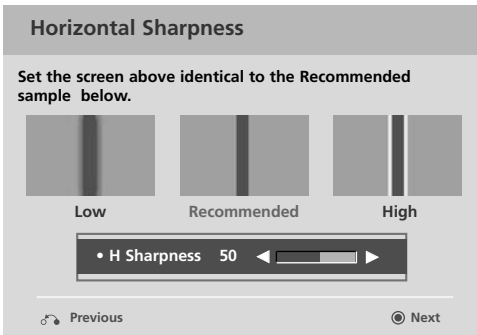 Horizontal Sharpness
Set the screen above identical to the Recommended
sample below.
Low Recommended High
• H Sharpness 50
Previous Next